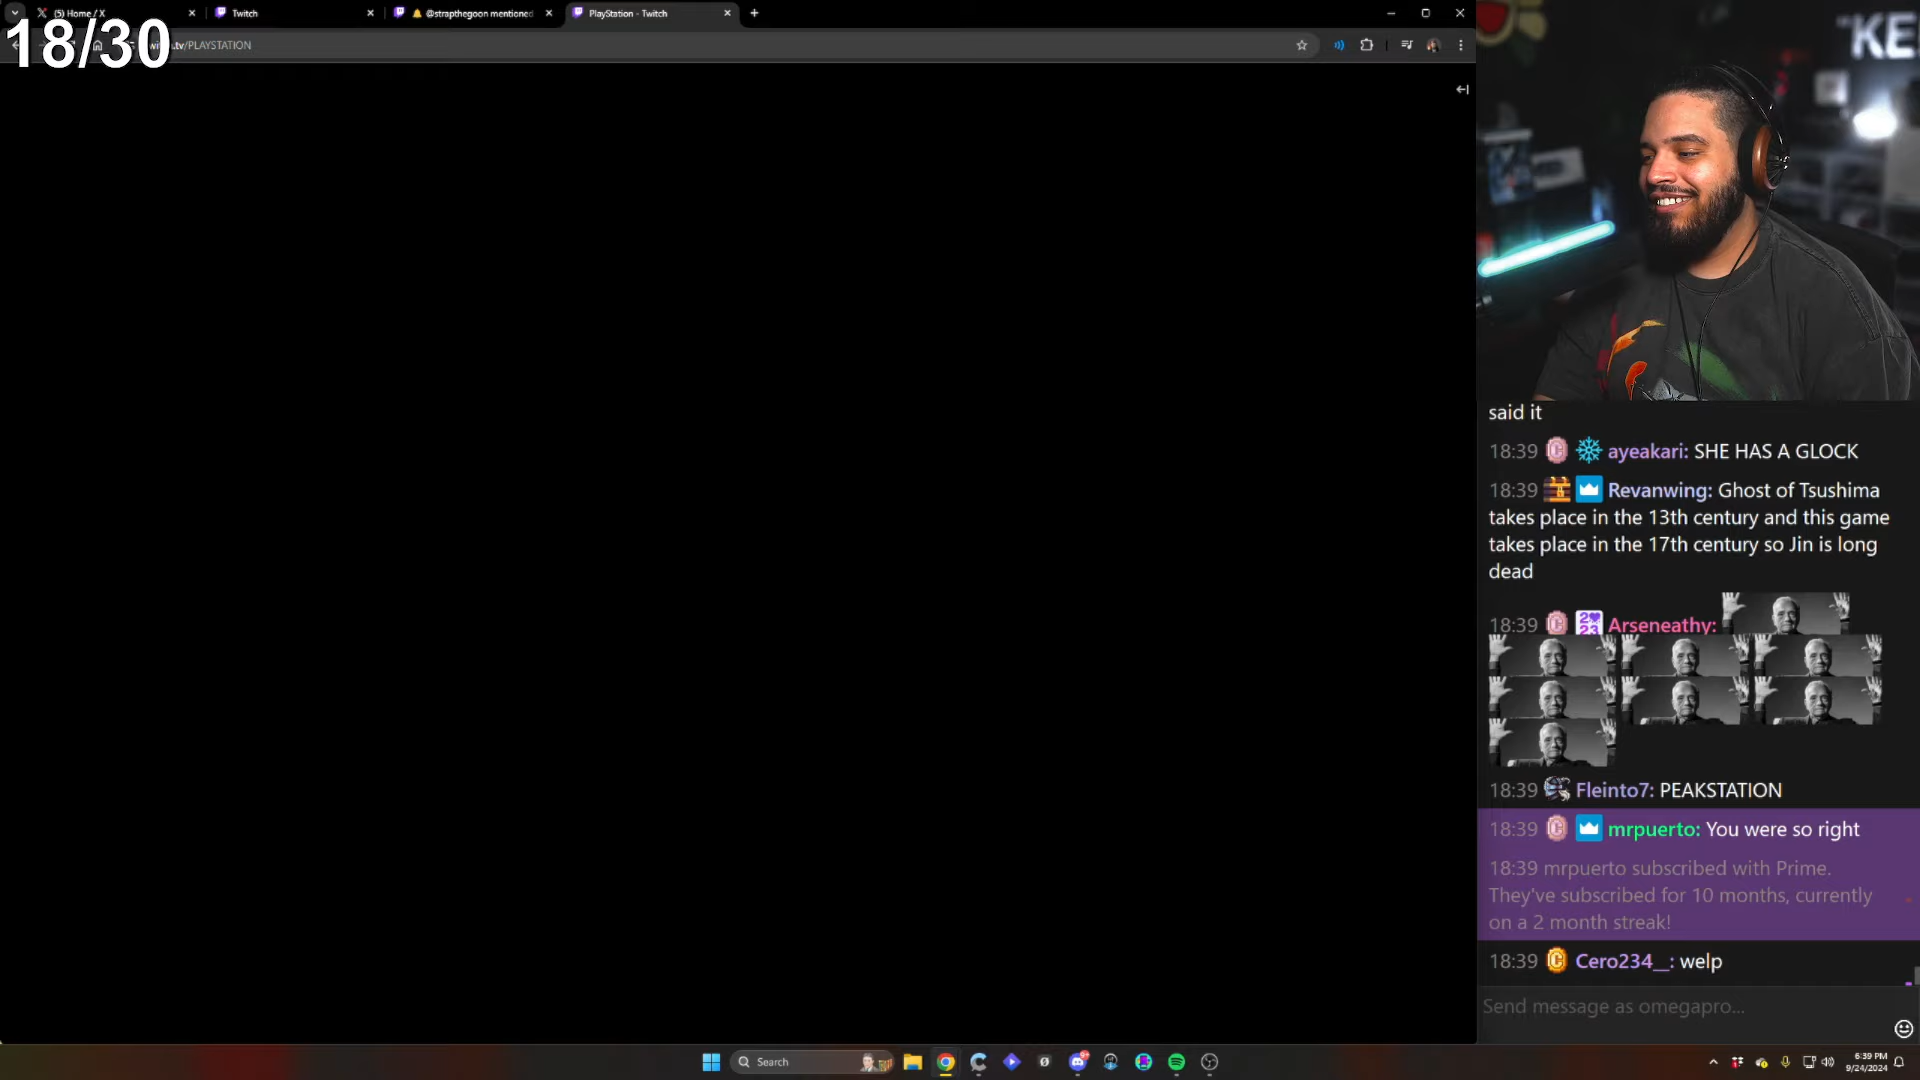 (5) Home / X
Twitch
@strapthegoon mentioned
PlayStation - Twitch
18/30
.tv/PLAYSTATION
"KE
said it
18:39 ayeakari: SHE HAS A GLOCK
18:39 Revanwing: Ghost of Tsushima
takes place in the 13th century and this game
takes place in the 17th century so Jin is long
dead
18:39 Arseneathy:
18:39 Fleinto7: PEAKSTATION
18:39 mrpuerto: You were so right
18:39 mrpuerto subscribed with Prime.
They've subscribed for 10 months, currently
on a 2 month streak!
18:39 Cero234__: welp
Send message as omegapro...
Search
6:39 PM
9/24/2024